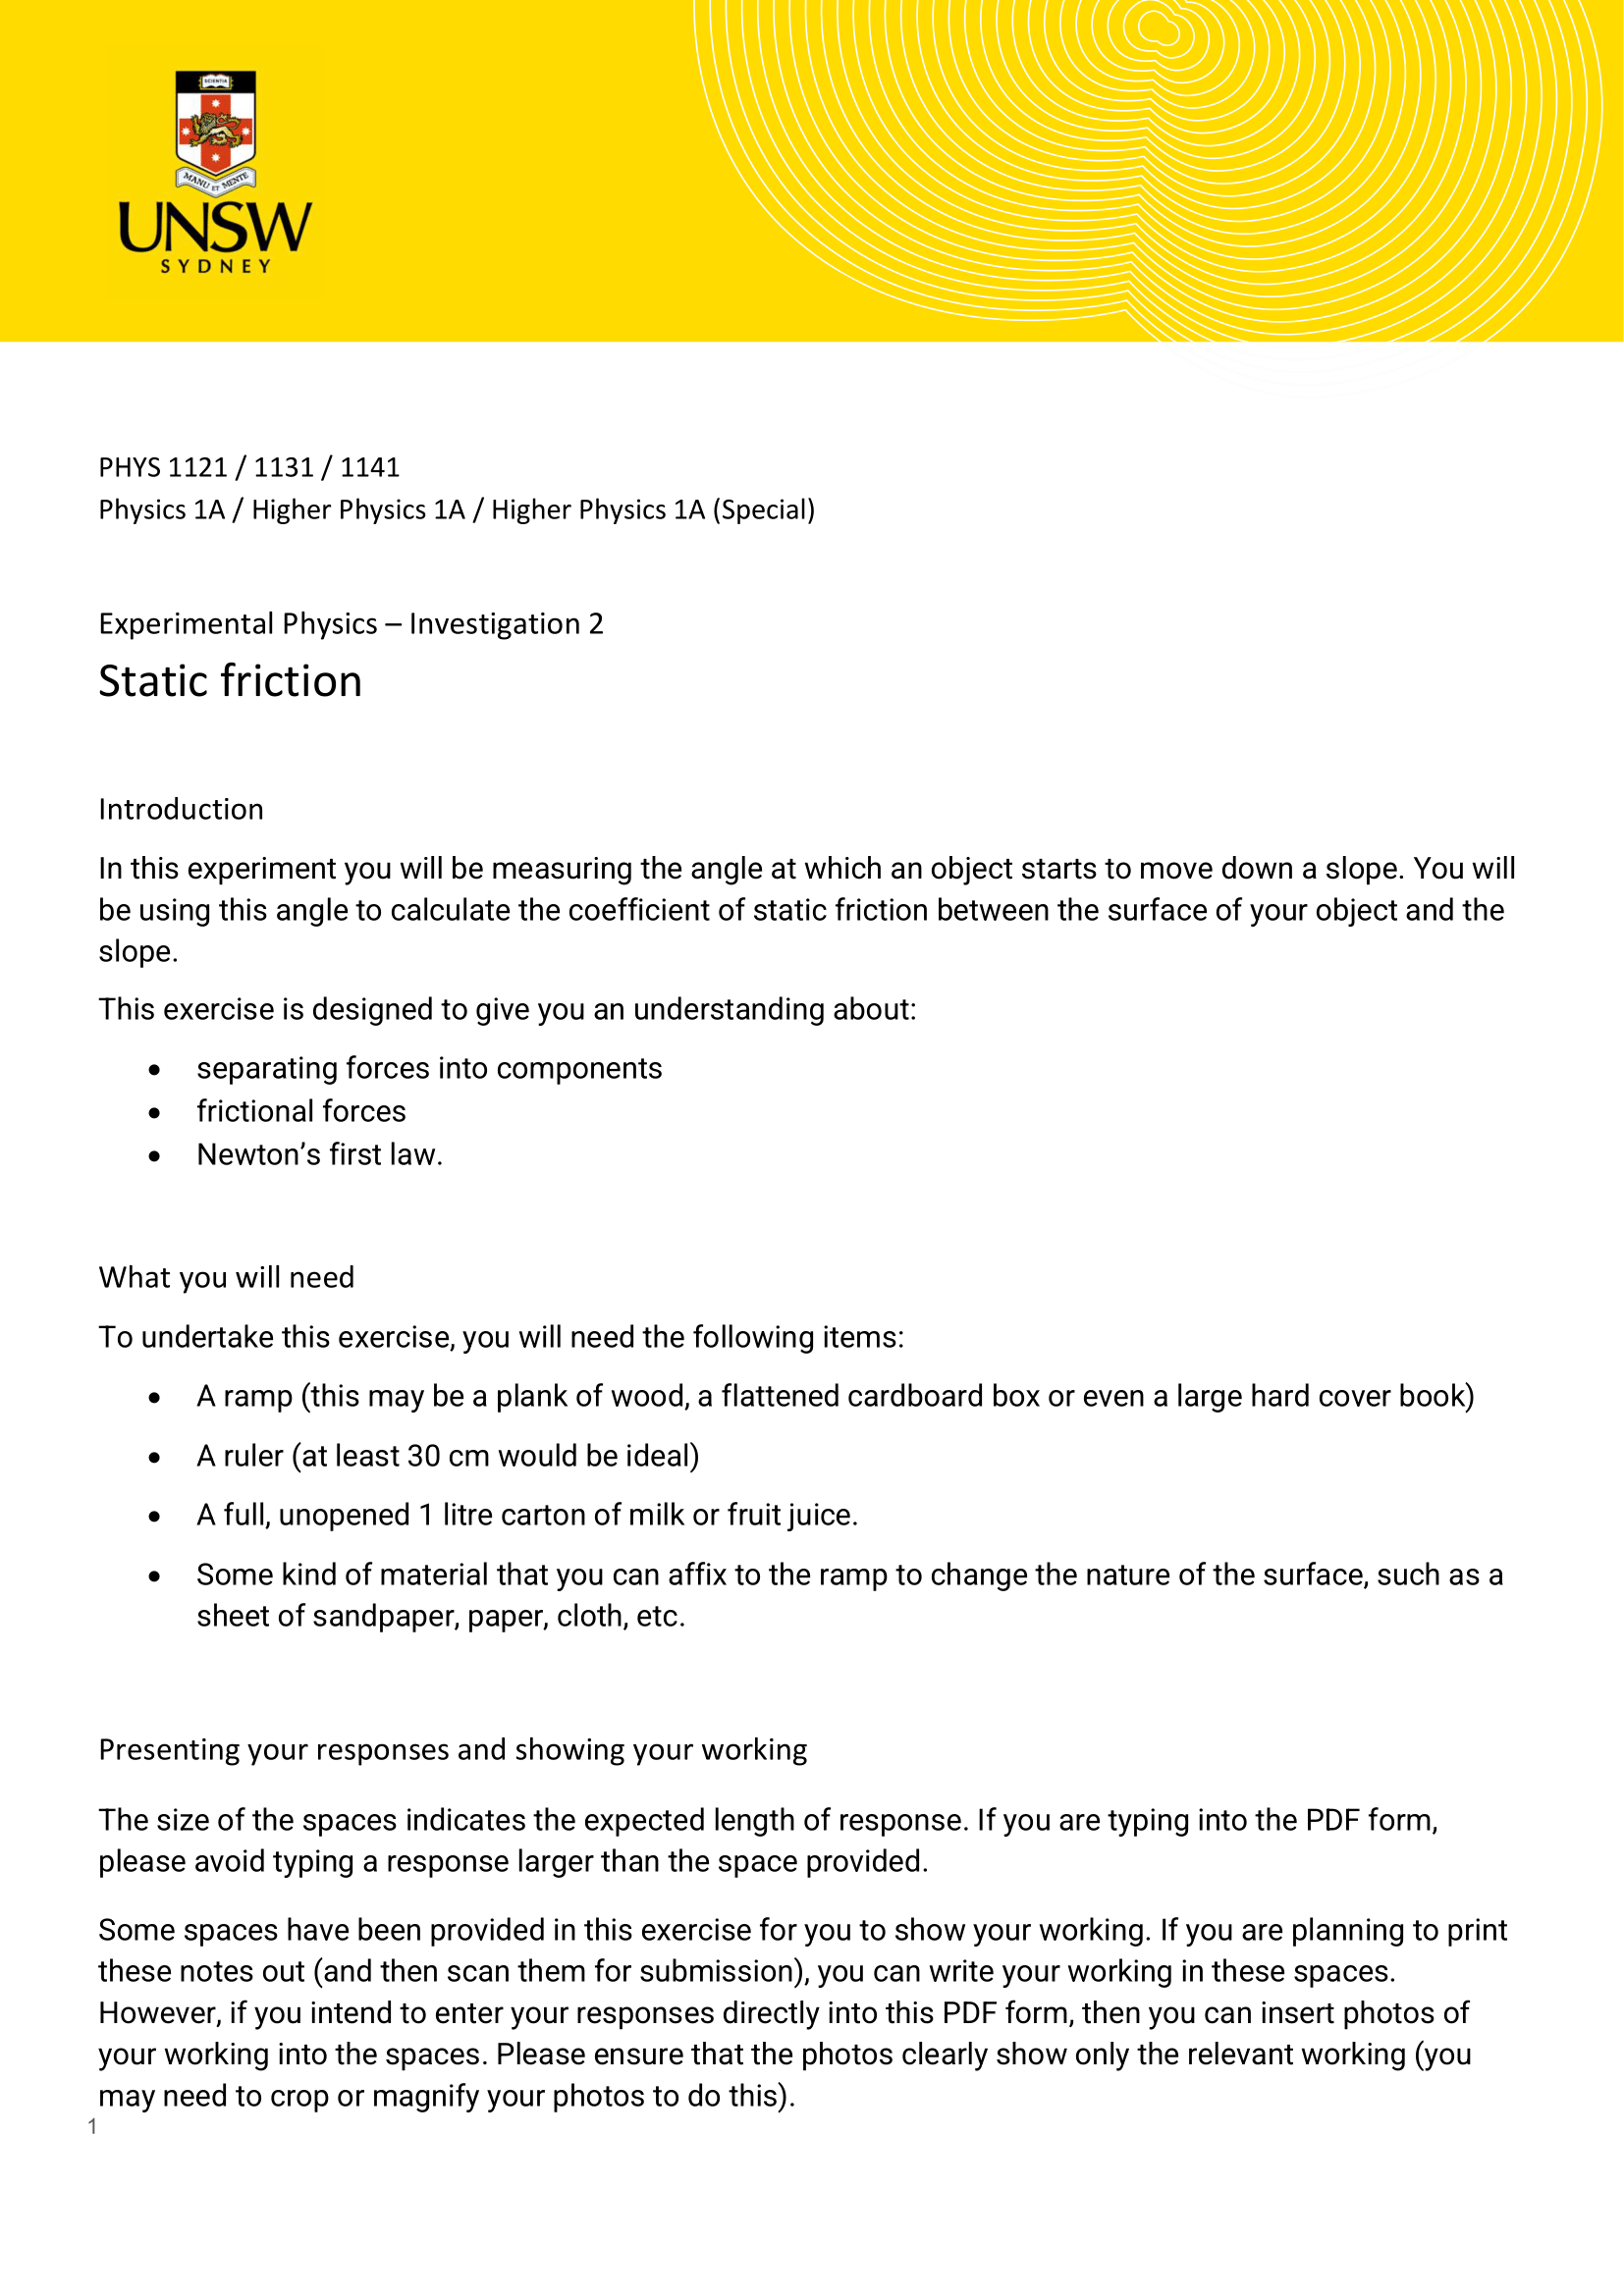 SCIENTIA
MANU ET MENTE
UNSW
SYDNEY
PHYS 1121 / 1131 / 1141
Physics 1A / Higher Physics 1A / Higher Physics 1A (Special)
Experimental Physics – Investigation 2
Static friction
Introduction
In this experiment you will be measuring the angle at which an object starts to move down a slope. You will
be using this angle to calculate the coefficient of static friction between the surface of your object and the
slope.
This exercise is designed to give you an understanding about:
• separating forces into components
• frictional forces
• Newton’s first law.
What you will need
To undertake this exercise, you will need the following items:
• A ramp (this may be a plank of wood, a flattened cardboard box or even a large hard cover book)
• A ruler (at least 30 cm would be ideal)
• A full, unopened 1 litre carton of milk or fruit juice.
• Some kind of material that you can affix to the ramp to change the nature of the surface, such as a
sheet of sandpaper, paper, cloth, etc.
Presenting your responses and showing your working
The size of the spaces indicates the expected length of response. If you are typing into the PDF form,
please avoid typing a response larger than the space provided.
Some spaces have been provided in this exercise for you to show your working. If you are planning to print
these notes out (and then scan them for submission), you can write your working in these spaces.
However, if you intend to enter your responses directly into this PDF form, then you can insert photos of
your working into the spaces. Please ensure that the photos clearly show only the relevant working (you
may need to crop or magnify your photos to do this).
1